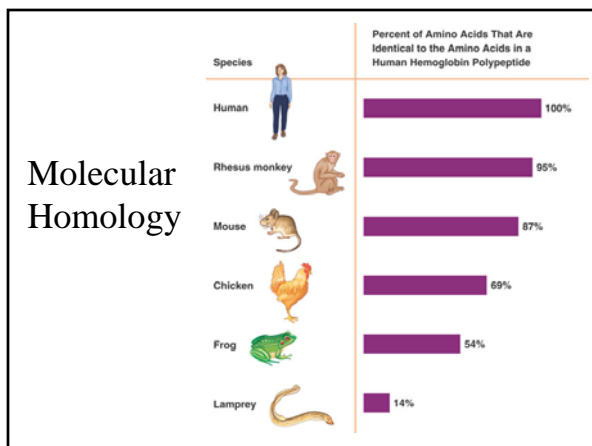 Molecular
Homology
Species
Percent of Amino Acids That Are
Identical to the Amino Acids in a
Human Hemoglobin Polypeptide
Human
100%
Rhesus monkey
95%
Mouse
87%
Chicken
69%
Frog
54%
Lamprey
14%